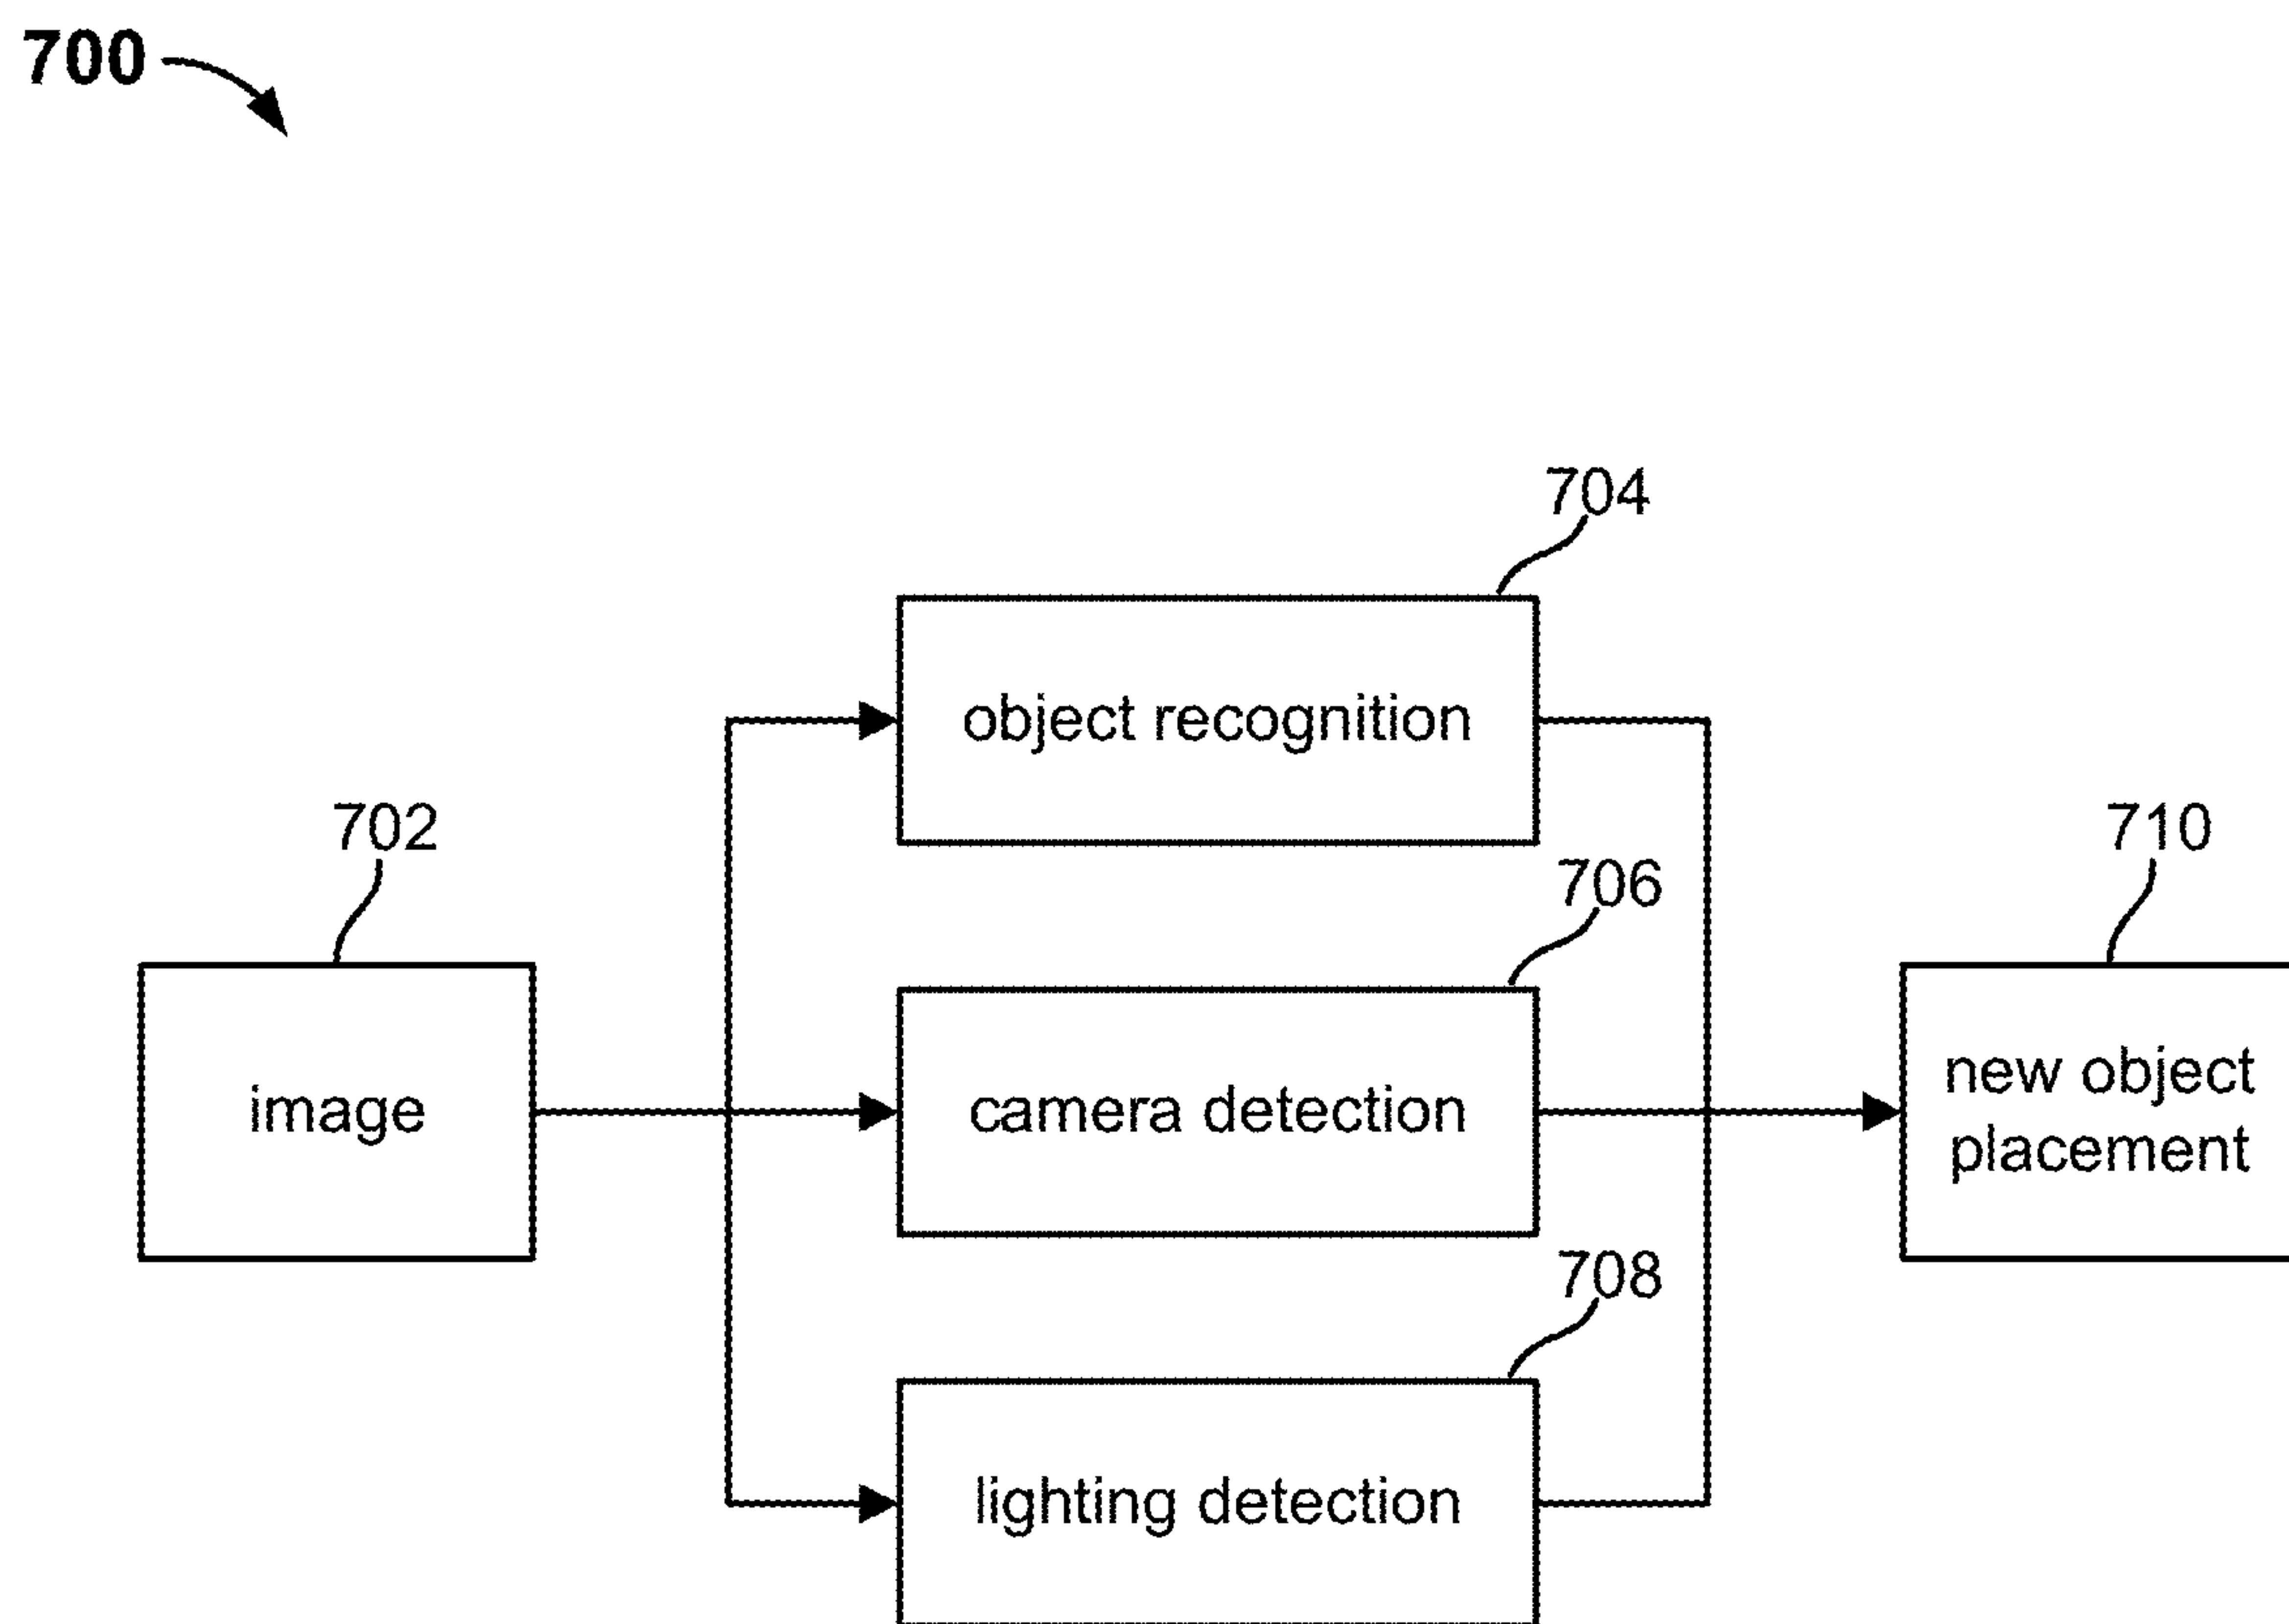 700
704
object recognition
702
706
710
image
camera detection
new object
placement
708
lighting detection